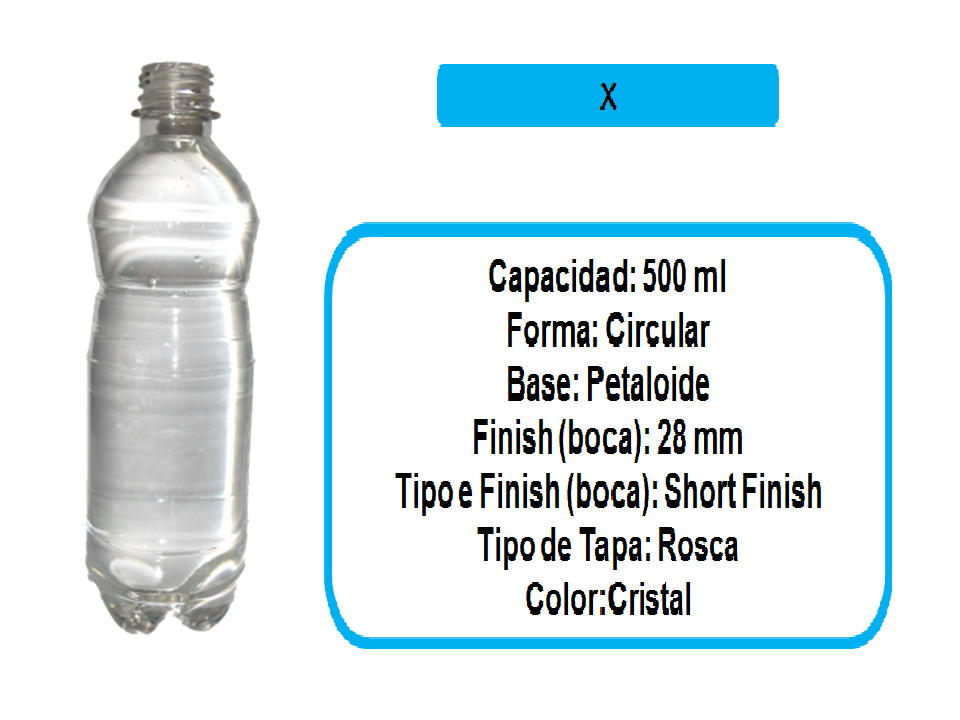 X
Capacidad: 500 ml
Forma: Circular
Base: Petaloide
Finish (boca): 28 mm
Tipo e Finish (boca): Short Finish
Tipo de Tapa: Rosca
Color:Cristal